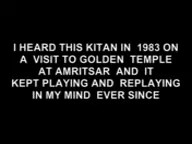 I HEARD THIS KITAN IN 1983 ON
A VISIT TO GOLDEN TEMPLE
AT AMRITSAR AND IT
KEPT PLAYING AND REPLAYING
IN MY MIND EVER SINCE